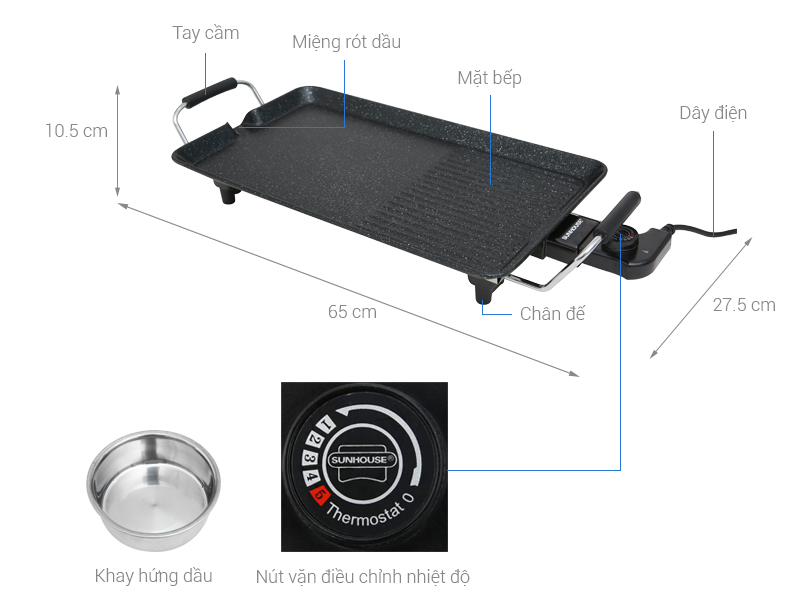 Tay cầm
Miệng rót dầu
Mặt bếp
Dây điện
10.5 cm
SUNHOUSE
65 cm
Chân đế
27.5 cm
1
2
3
4
5
SUNHOUSE®
Thermostat 0
Khay hứng dầu
Nút vặn điều chỉnh nhiệt độ